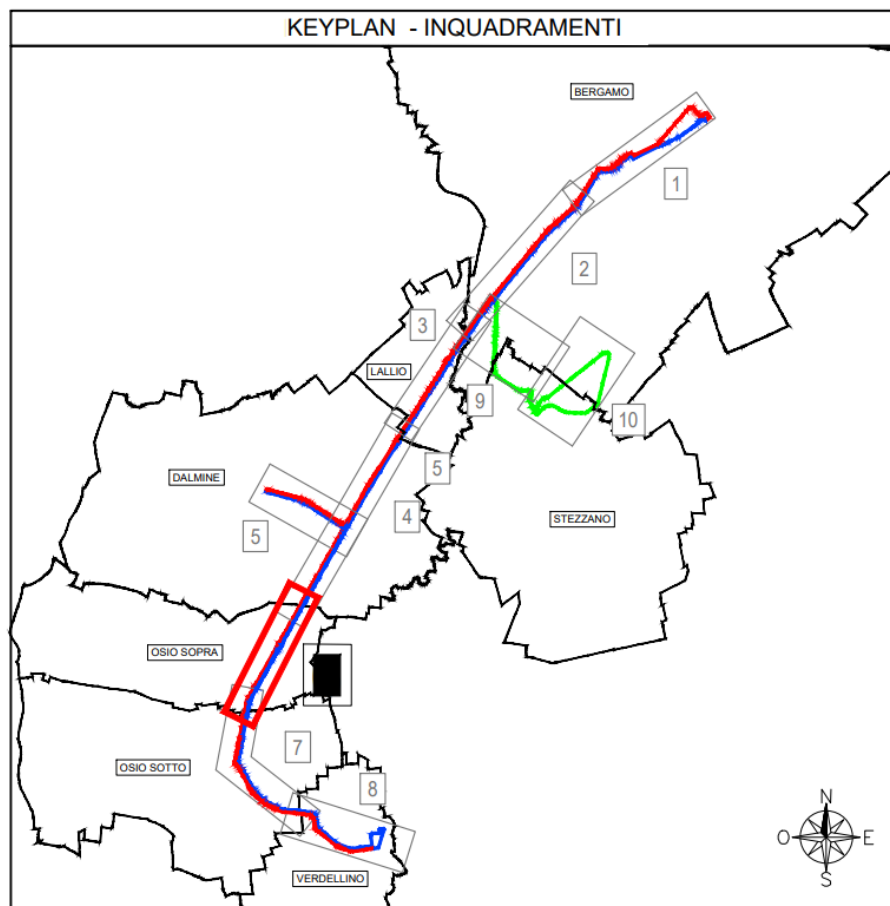 KEYPLAN - INQUADRAMENTI
BERGAMO
1
2
3
LALLIO
9
10
DALMINE
5
4
STEZZANO
5
OSIO SOPRA
7
OSIO SOTTO
8
VERDELLINO
N
O
E
S